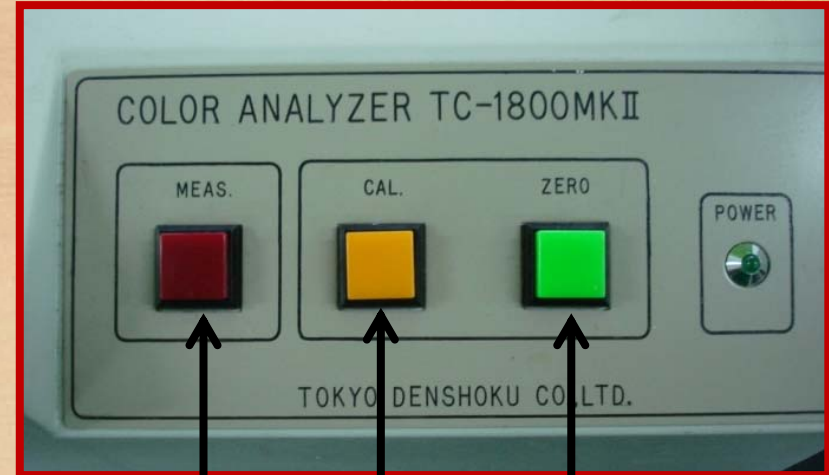 COLOR ANALYZER TC-1800MKⅡ
MEAS.
CAL.
ZERO
POWER
TOKYO DENSHOKU CO.,LTD.